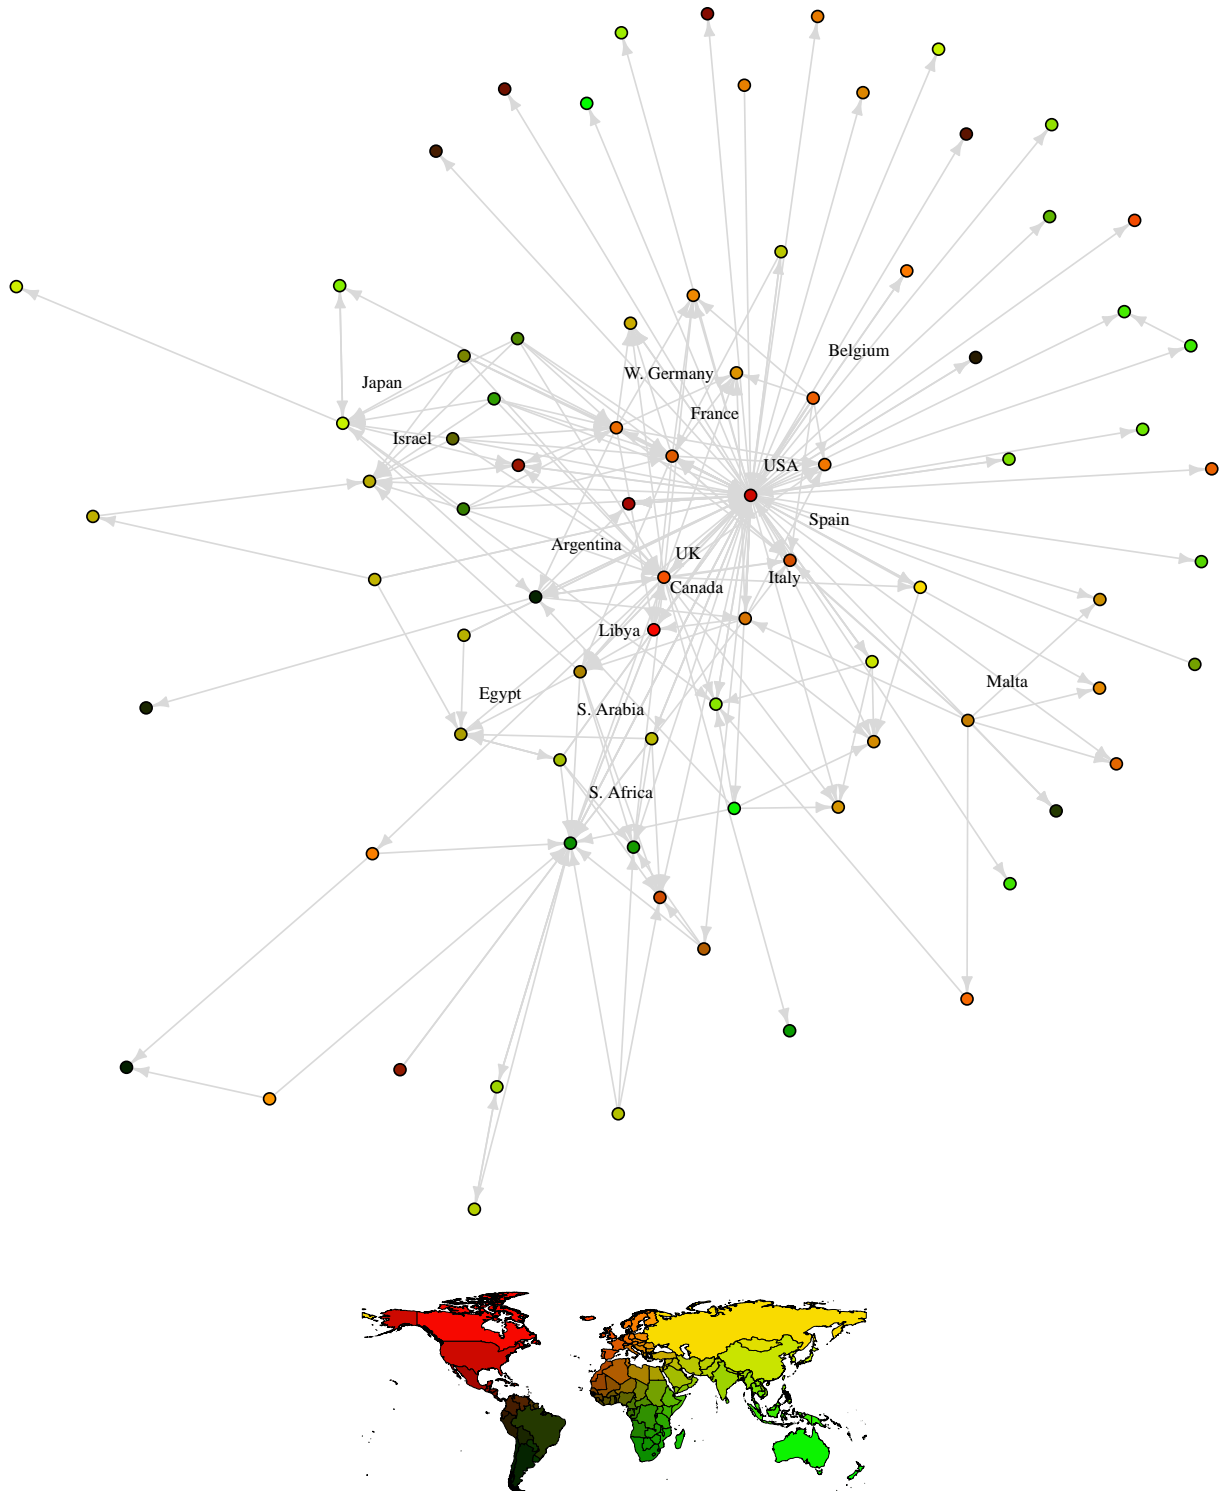 Belgium
W. Germany
Japan
France
Israel
USA
Spain
Argentina
UK
Italy
Canada
Libya
Malta
Egypt
S. Arabia
S. Africa